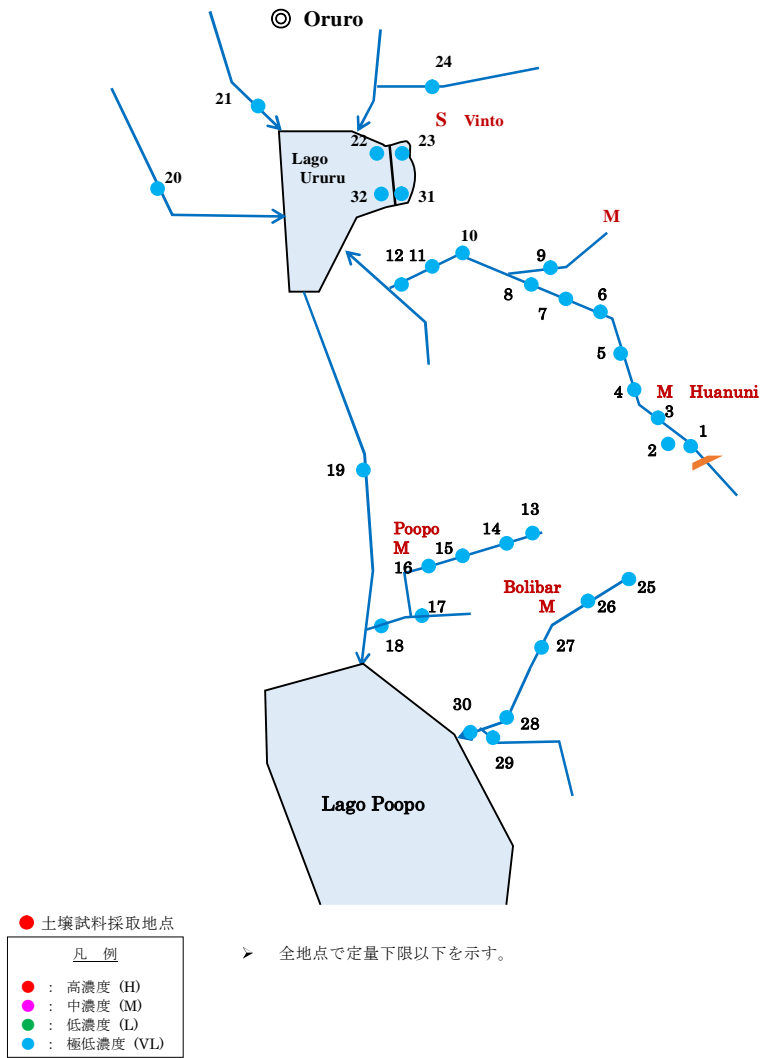 ◎ Oruro
24
21
S Vinto
22
23
Lago
Ururu
20
32
31
M
10
12 11
9
8
7
6
5
4
M Huanuni
3
2
1
19
13
Poopo
M
14
15
16
Bolibar
M
25
26
17
18
27
30
28
29
Lago Poopo
● 土壌試料採取地点
凡 例
● : 高濃度 (H)
● : 中濃度 (M)
● : 低濃度 (L)
● : 極低濃度 (VL)
➢ 全地点で定量下限以下を示す。